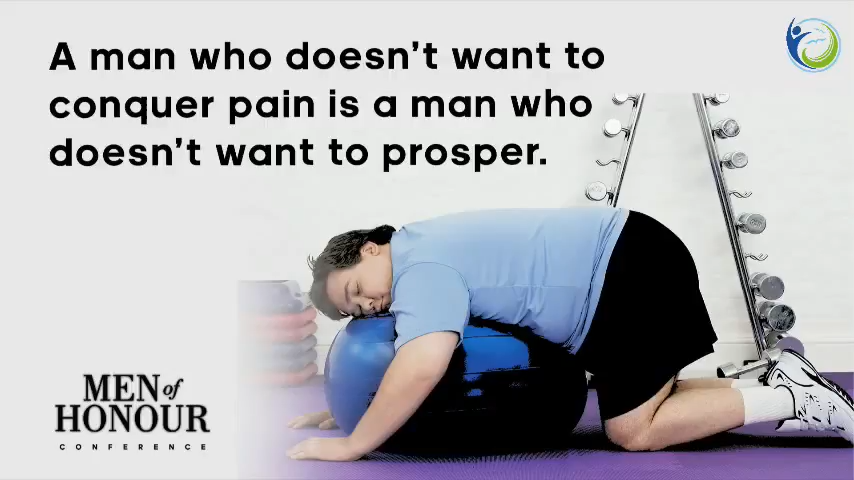 A man who doesn't want to
conquer pain is a man who
doesn't want to prosper.
MEN of
HONOUR
CONFERENCE